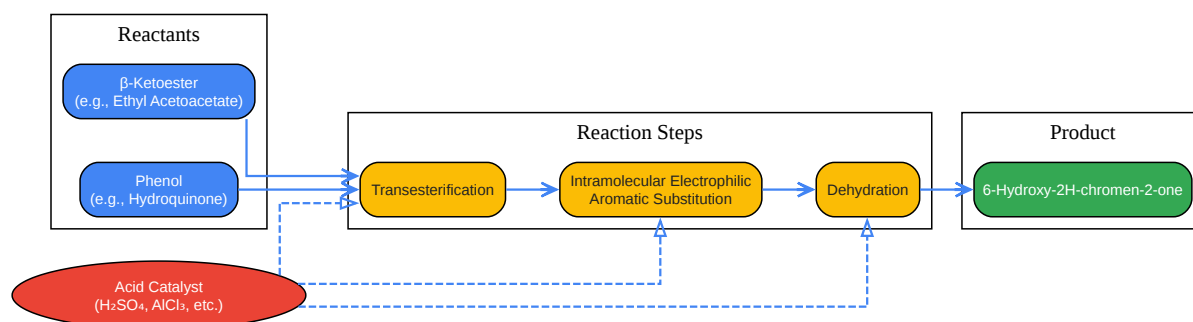 Reactants
β-Ketoester
(e.g., Ethyl Acetoacetate)
Phenol
(e.g., Hydroquinone)
Acid Catalyst
(H₂SO₄, AlCl₃, etc.)
Reaction Steps
Transesterification
Intramolecular Electrophilic
Aromatic Substitution
Dehydration
Product
6-Hydroxy-2H-chromen-2-one